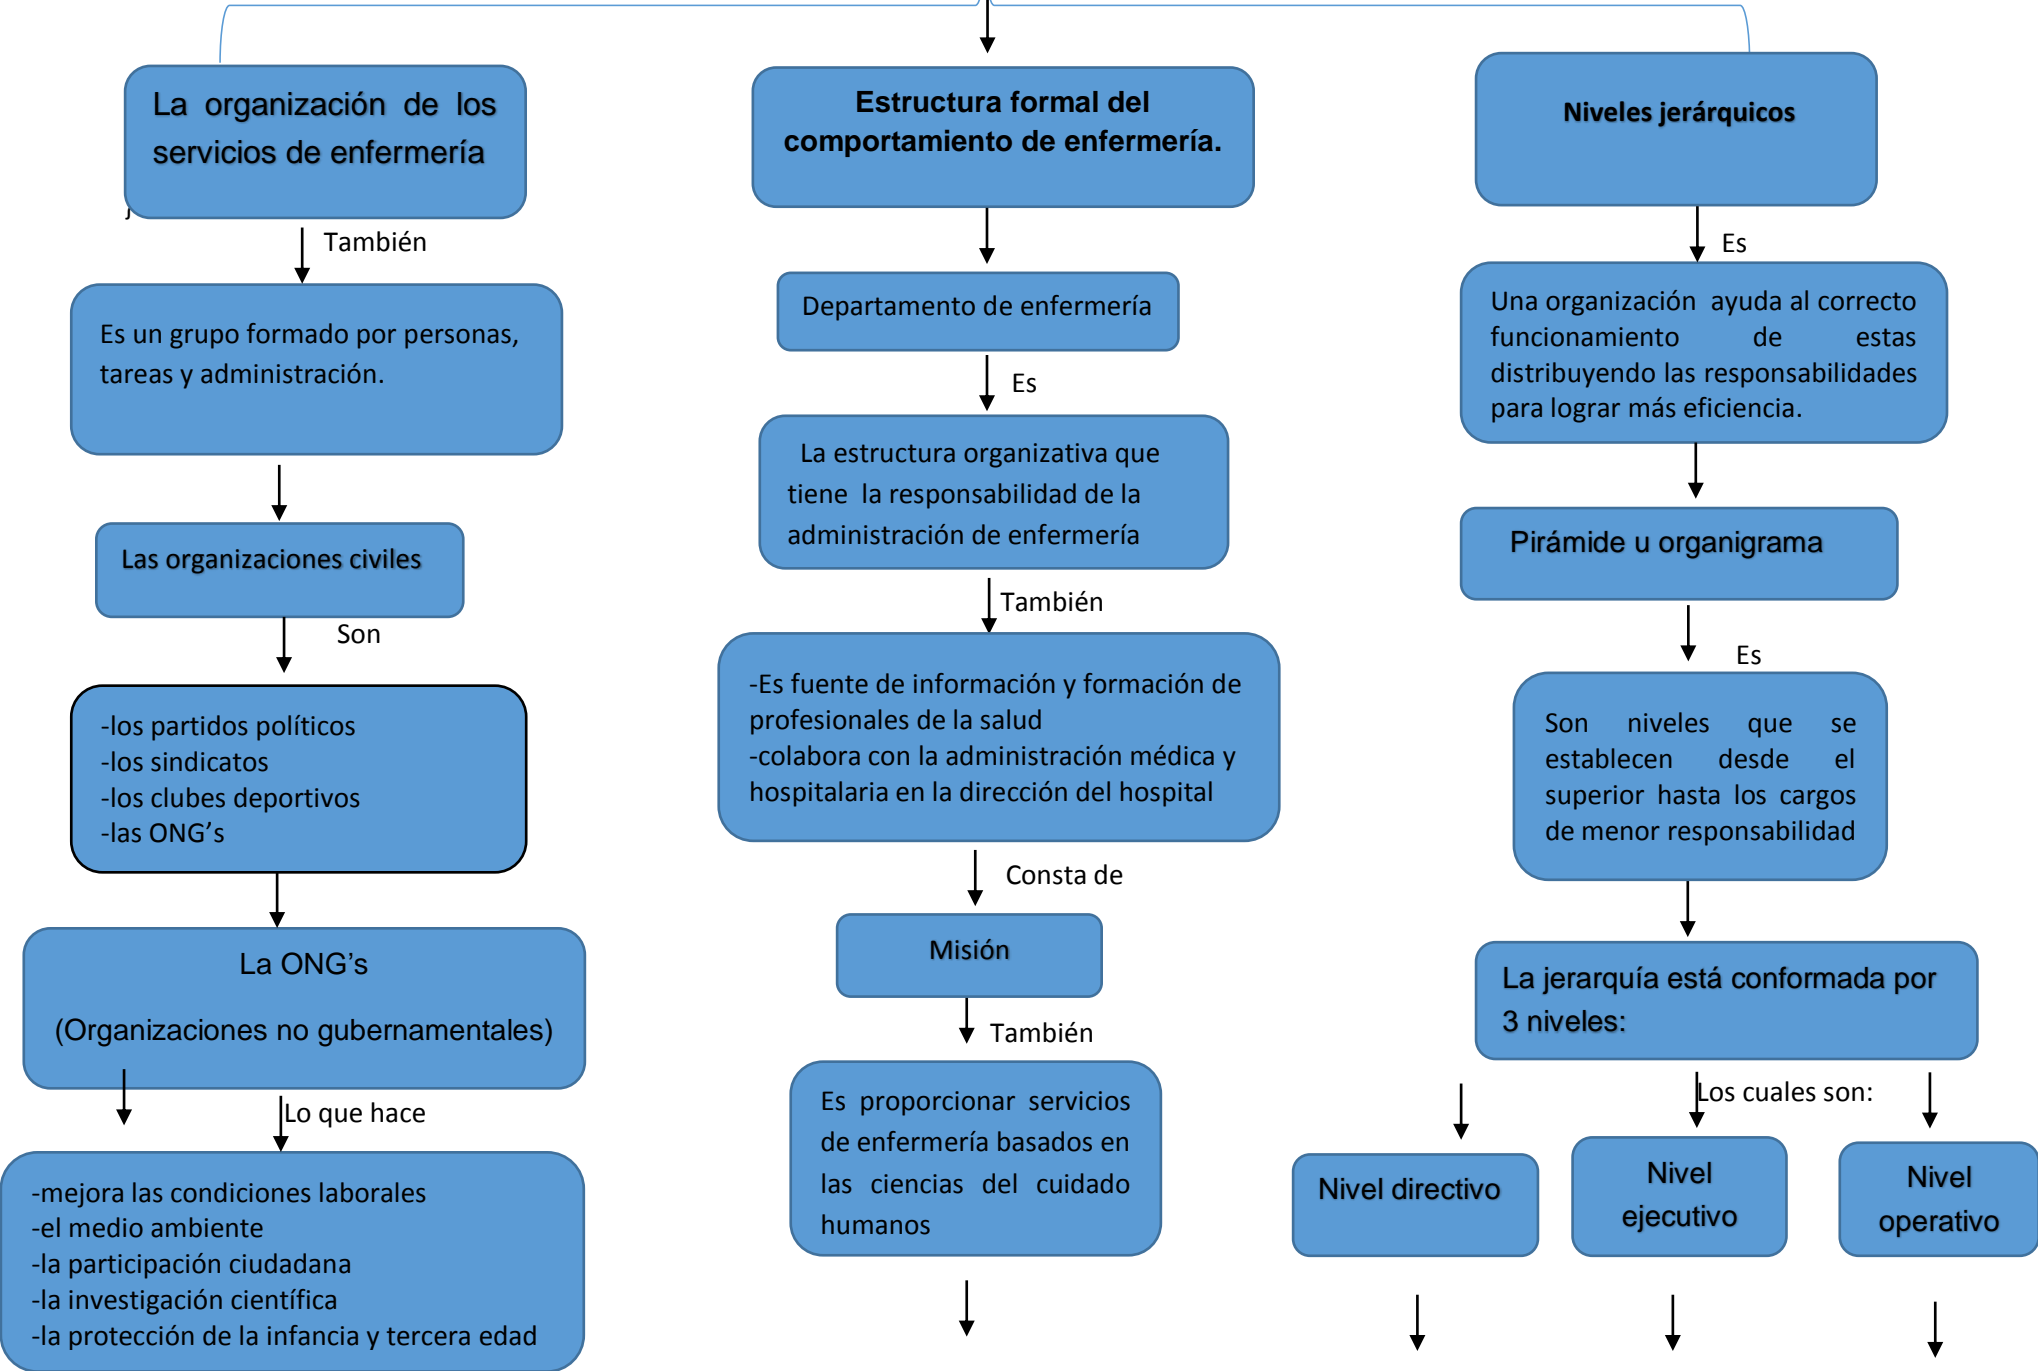 La organización de los
servicios de enfermería
También
Es un grupo formado por personas,
tareas y administración.
Las organizaciones civiles
Son
-los partidos políticos
-los sindicatos
-los clubes deportivos
-las ONG’s
La ONG’s
(Organizaciones no gubernamentales)
Lo que hace
-mejora las condiciones laborales
-el medio ambiente
-la participación ciudadana
-la investigación científica
-la protección de la infancia y tercera edad
Estructura formal del
comportamiento de enfermería.
Departamento de enfermería
Es
La estructura organizativa que
tiene la responsabilidad de la
administración de enfermería
También
-Es fuente de información y formación de
profesionales de la salud
-colabora con la administración médica y
hospitalaria en la dirección del hospital
Consta de
Misión
También
Es proporcionar servicios
de enfermería basados en
las ciencias del cuidado
humanos
Niveles jerárquicos
Es
Una organización ayuda al correcto
funcionamiento de estas
distribuyendo las responsabilidades
para lograr más eficiencia.
Pirámide u organigrama
Es
Son niveles que se
establecen desde el
superior hasta los cargos
de menor responsabilidad
La jerarquía está conformada por
3 niveles:
Los cuales son:
Nivel directivo
Nivel
ejecutivo
Nivel
operativo